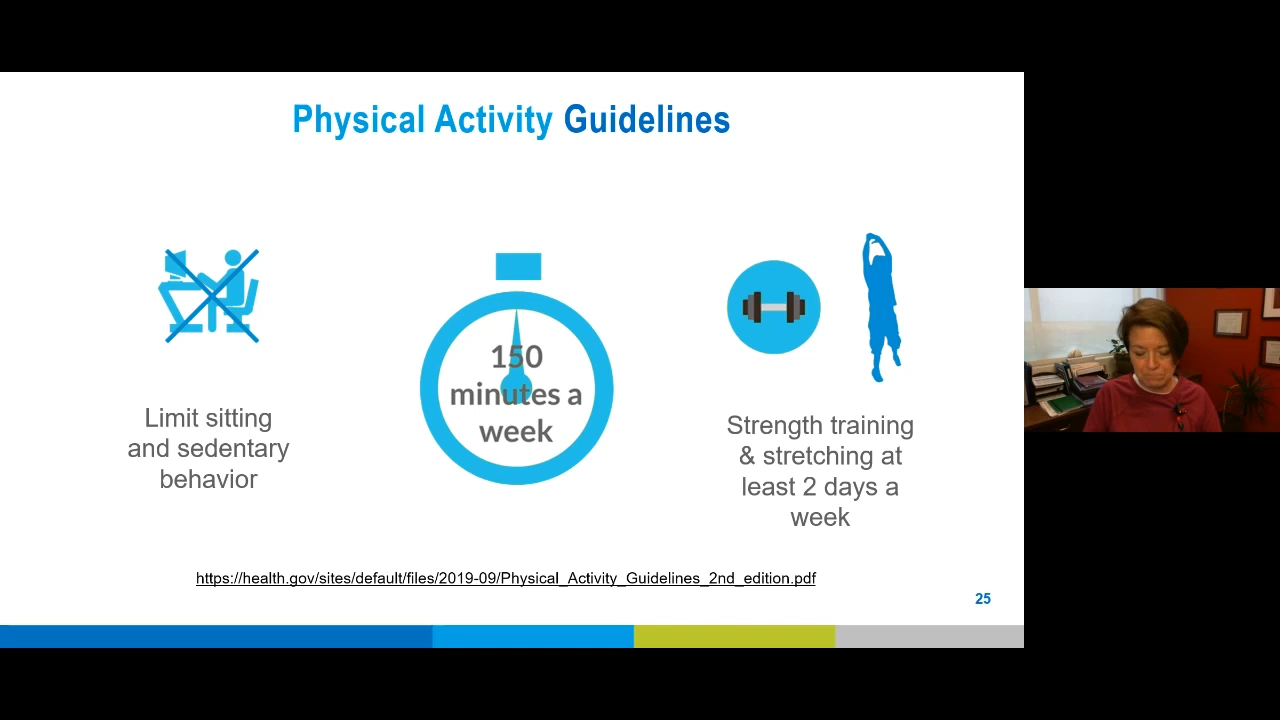 Physical Activity Guidelines
Limit sitting
and sedentary
behavior
150
minutes a
week
Strength training
& stretching at
least 2 days a
week
https://health.gov/sites/default/files/2019-09/Physical_Activity_Guidelines_2nd_edition.pdf
25